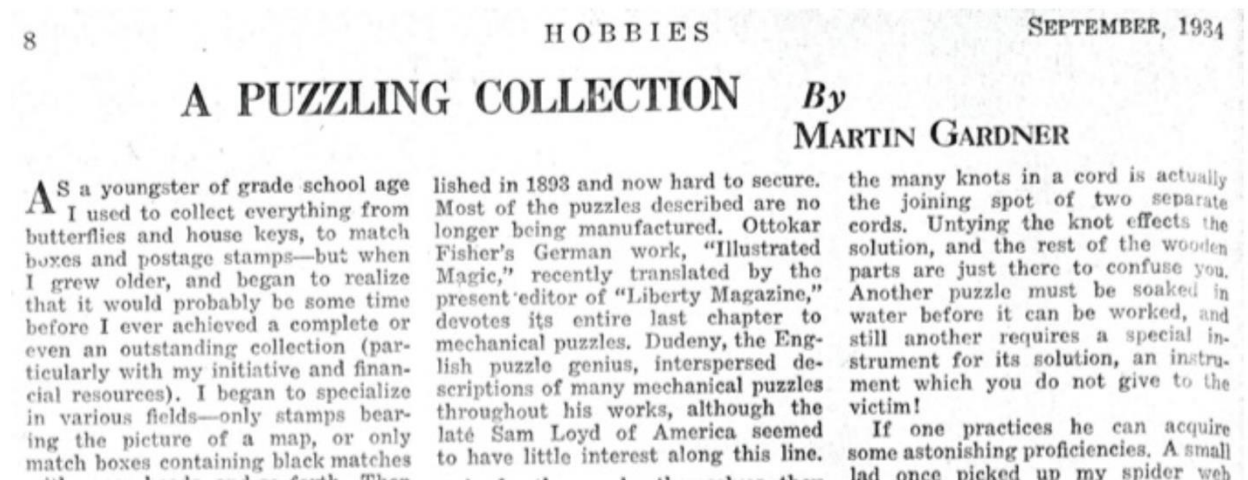 8
HOBBIES
SEPTEMBER, 1934
A PUZZLING COLLECTION
By
MARTIN GARDNER
AS a youngster of grade school age
I used to collect everything from
butterflies and house keys, to match
boxes and postage stamps—but when
I grew older, and began to realize
that it would probably be some time
before I ever achieved a complete or
even an outstanding collection (par-
ticularly with my initiative and finan-
cial resources). I began to specialize
in various fields—only stamps bear-
ing the picture of a map, or only
match boxes containing black matches
lished in 1893 and now hard to secure.
Most of the puzzles described are no
longer being manufactured. Ottokar
Fisher's German work, "Illustrated
Magic," recently translated by the
present editor of "Liberty Magazine,"
devotes its entire last chapter to
mechanical puzzles. Dudeny, the Eng-
lish puzzle genius, interspersed de-
scriptions of many mechanical puzzles
throughout his works, although the
late Sam Loyd of America seemed
to have little interest along this line.
the many knots in a cord is actually
the joining spot of two separate
cords. Untying the knot effects the
solution, and the rest of the wooden
parts are just there to confuse you.
Another puzzle must be soaked in
water before it can be worked, and
still another requires a special in-
strument for its solution, an instru-
ment which you do not give to the
victim!
If one practices he can acquire
some astonishing proficiencies. A small
lad once picked up my spider web